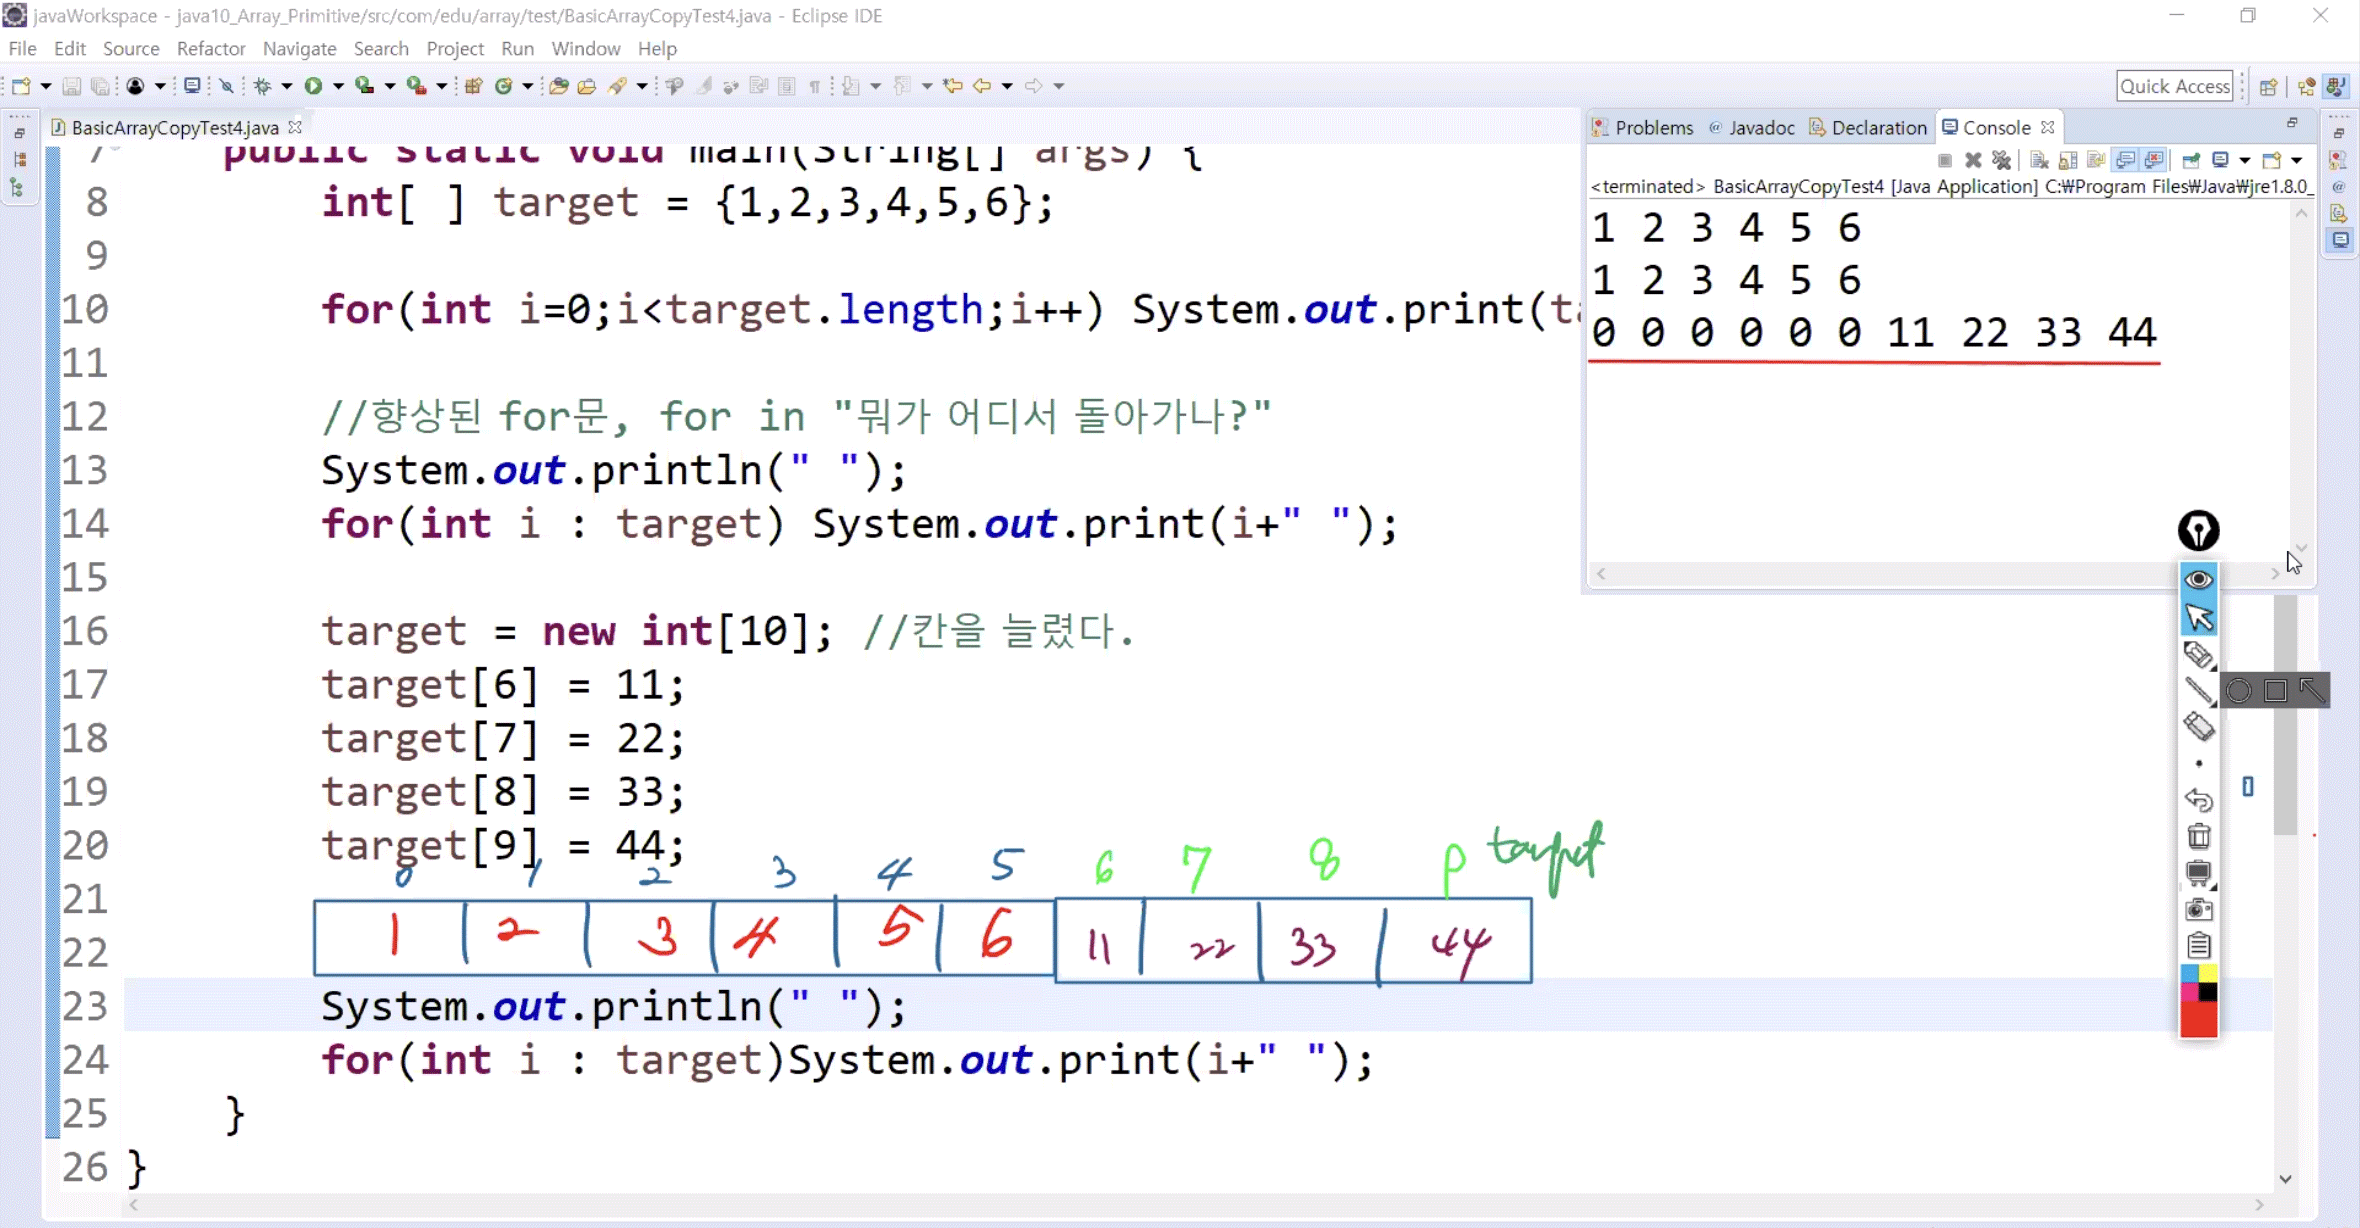 javaWorkspace - java10_Array_Primitive/src/com/edu/array/test/BasicArrayCopyTest4.java - Eclipse IDE
File Edit Source Refactor Navigate Search Project Run Window Help
Quick Access
BasicArrayCopyTest4.java
7 public static void main(String[] args) {
8 int[ ] target = {1,2,3,4,5,6};
9
10 for(int i=0;i<target.length;i++) System.out.print(ta
11
12 //향상된 for문, for in "뭐가 어디서 돌아가나?"
13 System.out.println(" ");
14 for(int i : target) System.out.print(i+" ");
15
16 target = new int[10]; //칸을 늘렸다.
17 target[6] = 11;
18 target[7] = 22;
19 target[8] = 33;
20 target[9] = 44;
0 1 2 3 4 5 6 7 8 9 target
21
22
1 2 3 4 5 6 11 22 33 44
23 System.out.println(" ");
24 for(int i : target)System.out.print(i+" ");
25 }
26 }
Problems @ Javadoc Declaration Console
<terminated> BasicArrayCopyTest4 [Java Application] C:₩Program Files₩Java₩jre1.8.0_
1 2 3 4 5 6
1 2 3 4 5 6
0 0 0 0 0 0 11 22 33 44